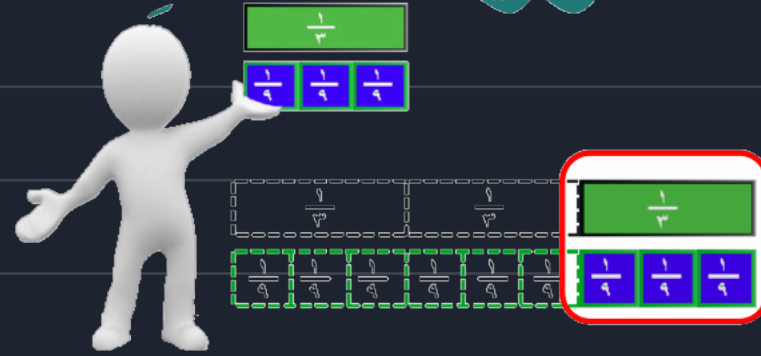 ١
٣
١ ١ ١
٩ ٩ ٩
١ ١ ١
٣ ٣ ٣
١ ١ ١ ١ ١ ١ ١ ١ ١
٩ ٩ ٩ ٩ ٩ ٩ ٩ ٩ ٩